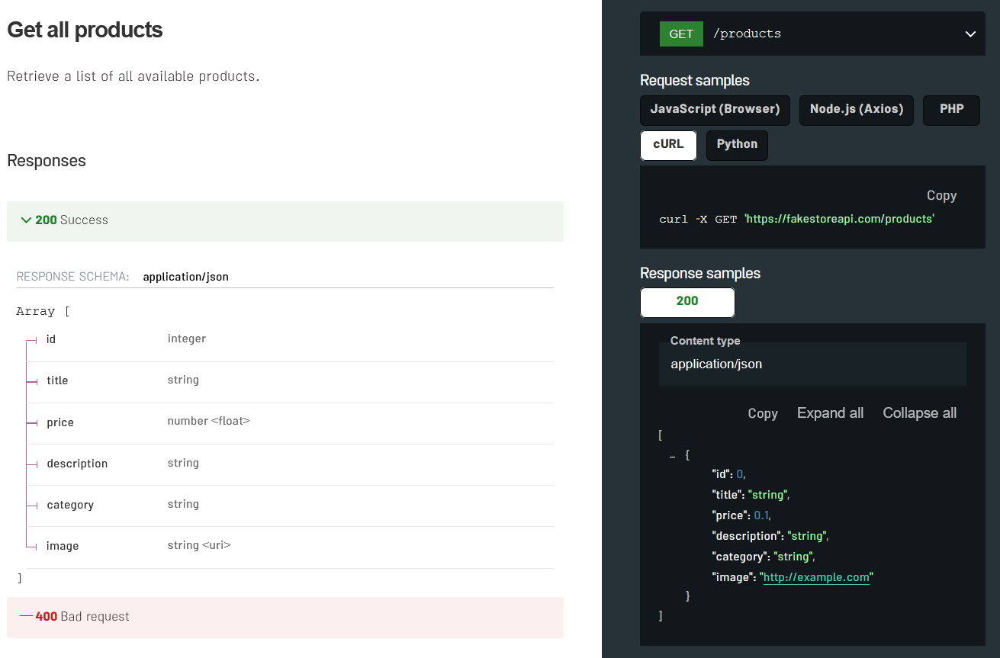 Get all products
Retrieve a list of all available products.
Responses
200 Success
RESPONSE SCHEMA: application/json
Array [
id integer
title string
price number <float>
description string
category string
image string <uri>
]
400 Bad request
GET /products
Request samples
JavaScript (Browser) Node.js (Axios) PHP
cURL Python
Copy
curl -X GET 'https://fakestoreapi.com/products'
Response samples
200
Content type
application/json
Copy Expand all Collapse all
[
{
"id": 0,
"title": "string",
"price": 0.1,
"description": "string",
"category": "string",
"image": "http://example.com"
}
]